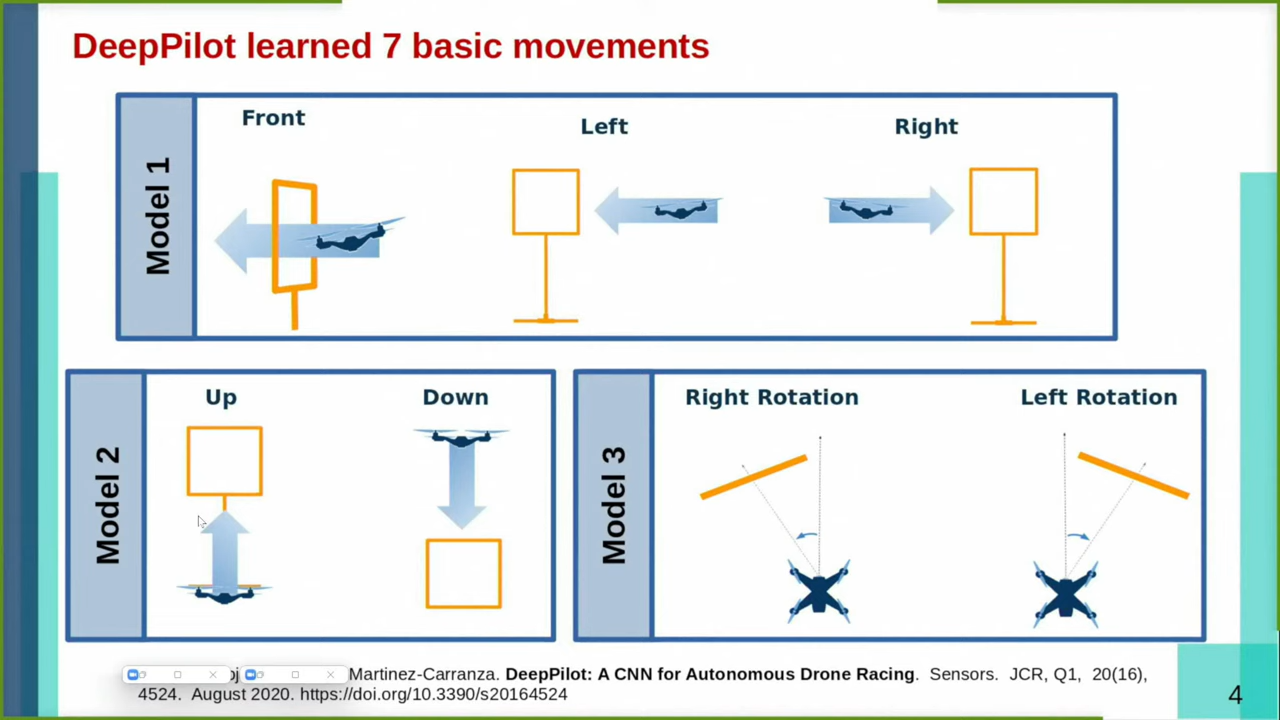 DeepPilot learned 7 basic movements
Model 1
Front
Left
Right
Model 2
Up
Down
Model 3
Right Rotation
Left Rotation
Martinez-Carranza. DeepPilot: A CNN for Autonomous Drone Racing. Sensors. JCR, Q1, 20(16),
4524. August 2020. https://doi.org/10.3390/s20164524
4